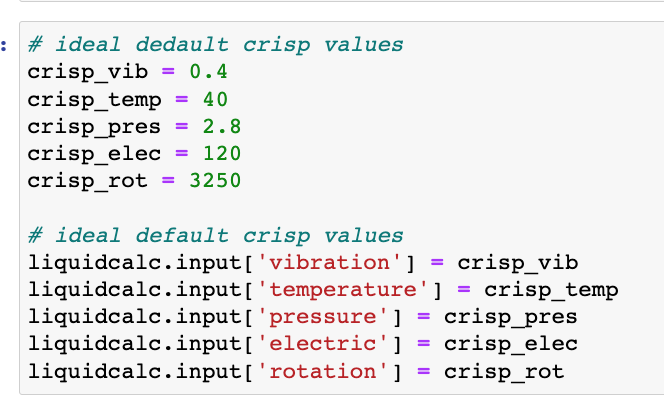 :
# ideal dedault crisp values
crisp_vib = 0.4
crisp_temp = 40
crisp_pres = 2.8
crisp_elec = 120
crisp_rot = 3250
# ideal default crisp values
liquidcalc.input['vibration'] = crisp_vib
liquidcalc.input['temperature'] = crisp_temp
liquidcalc.input['pressure'] = crisp_pres
liquidcalc.input['electric'] = crisp_elec
liquidcalc.input['rotation'] = crisp_rot